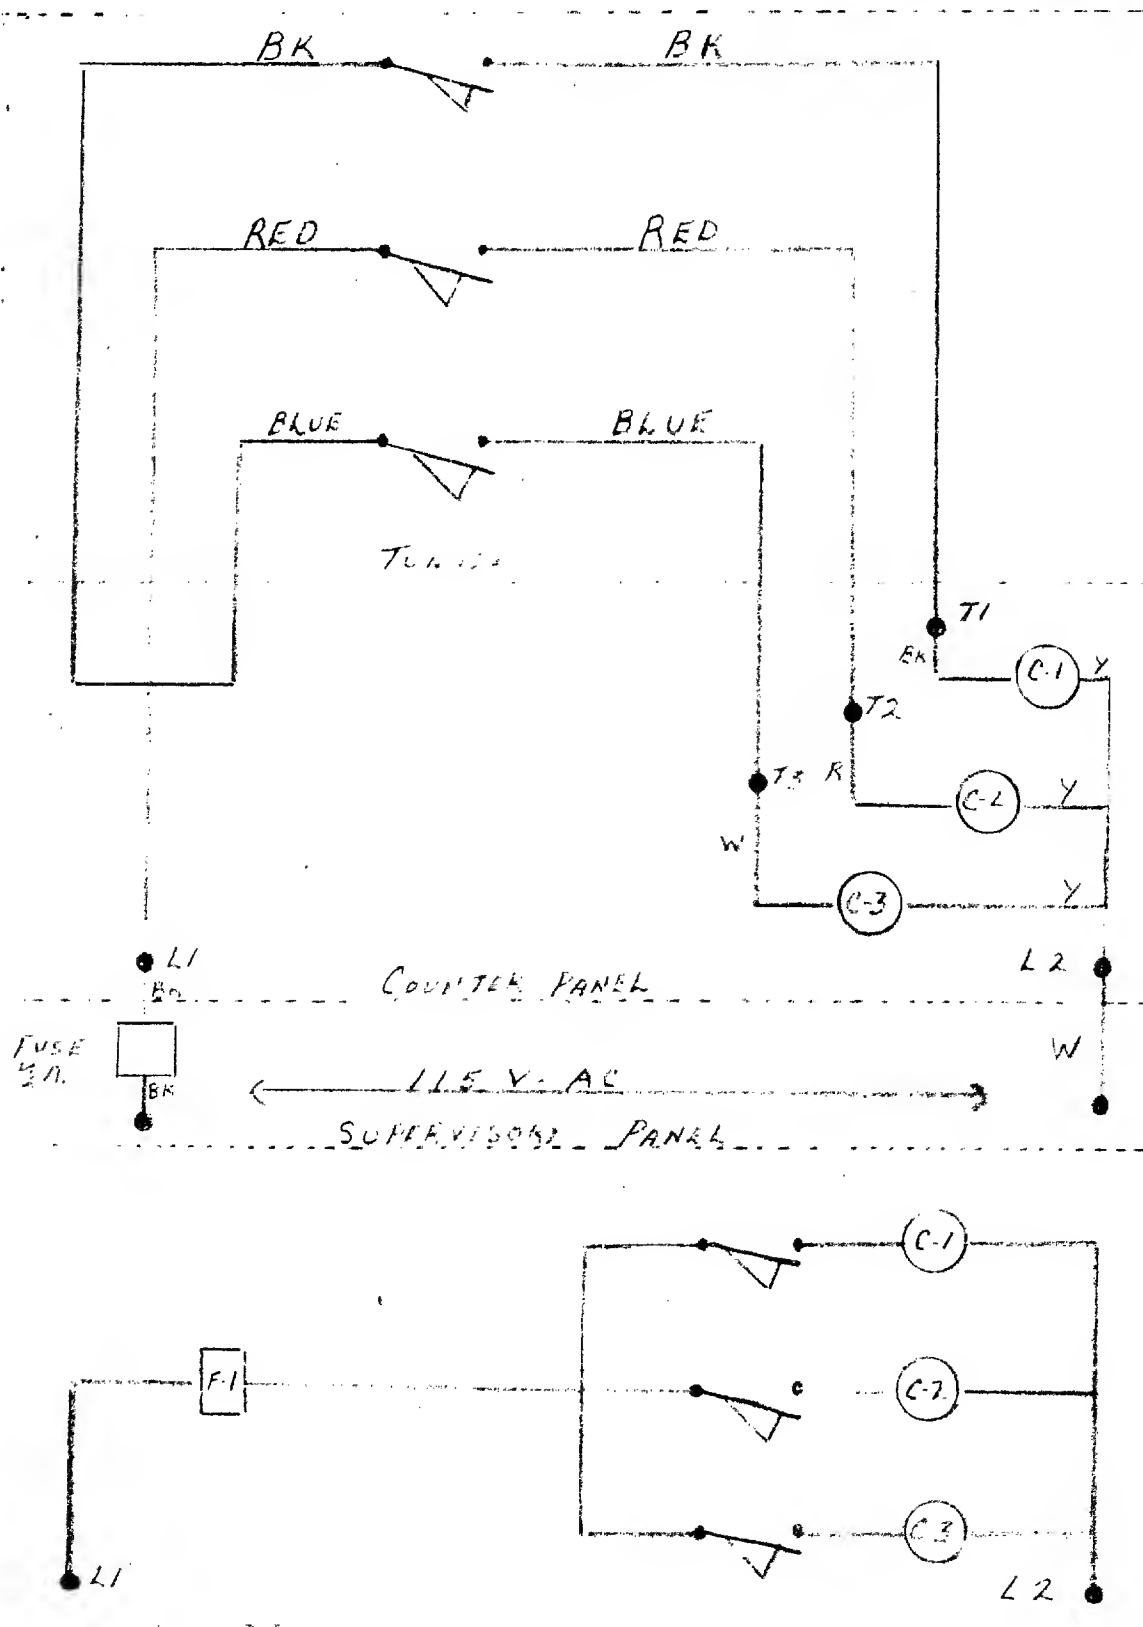 BK BK
RED RED
BLUE BLUE
T1
BK C-1 Y
T2
T3 R C-2 Y
W
C-3 Y
L1 L2
COUNTER PANEL
FUSE
W
BK
115 V. AC
PANEL
C-1
F-1 C-2
C-3
L1 L2